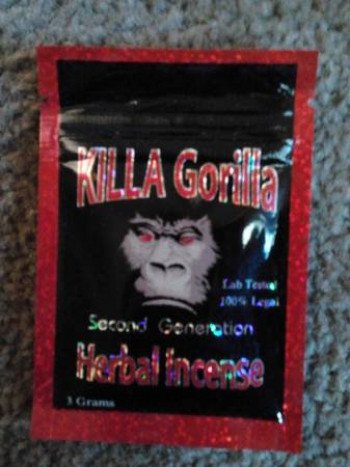 KILLA Gorilla
Lab Tested
100% Legal
Second Generation
Herbal incense
3 Grams